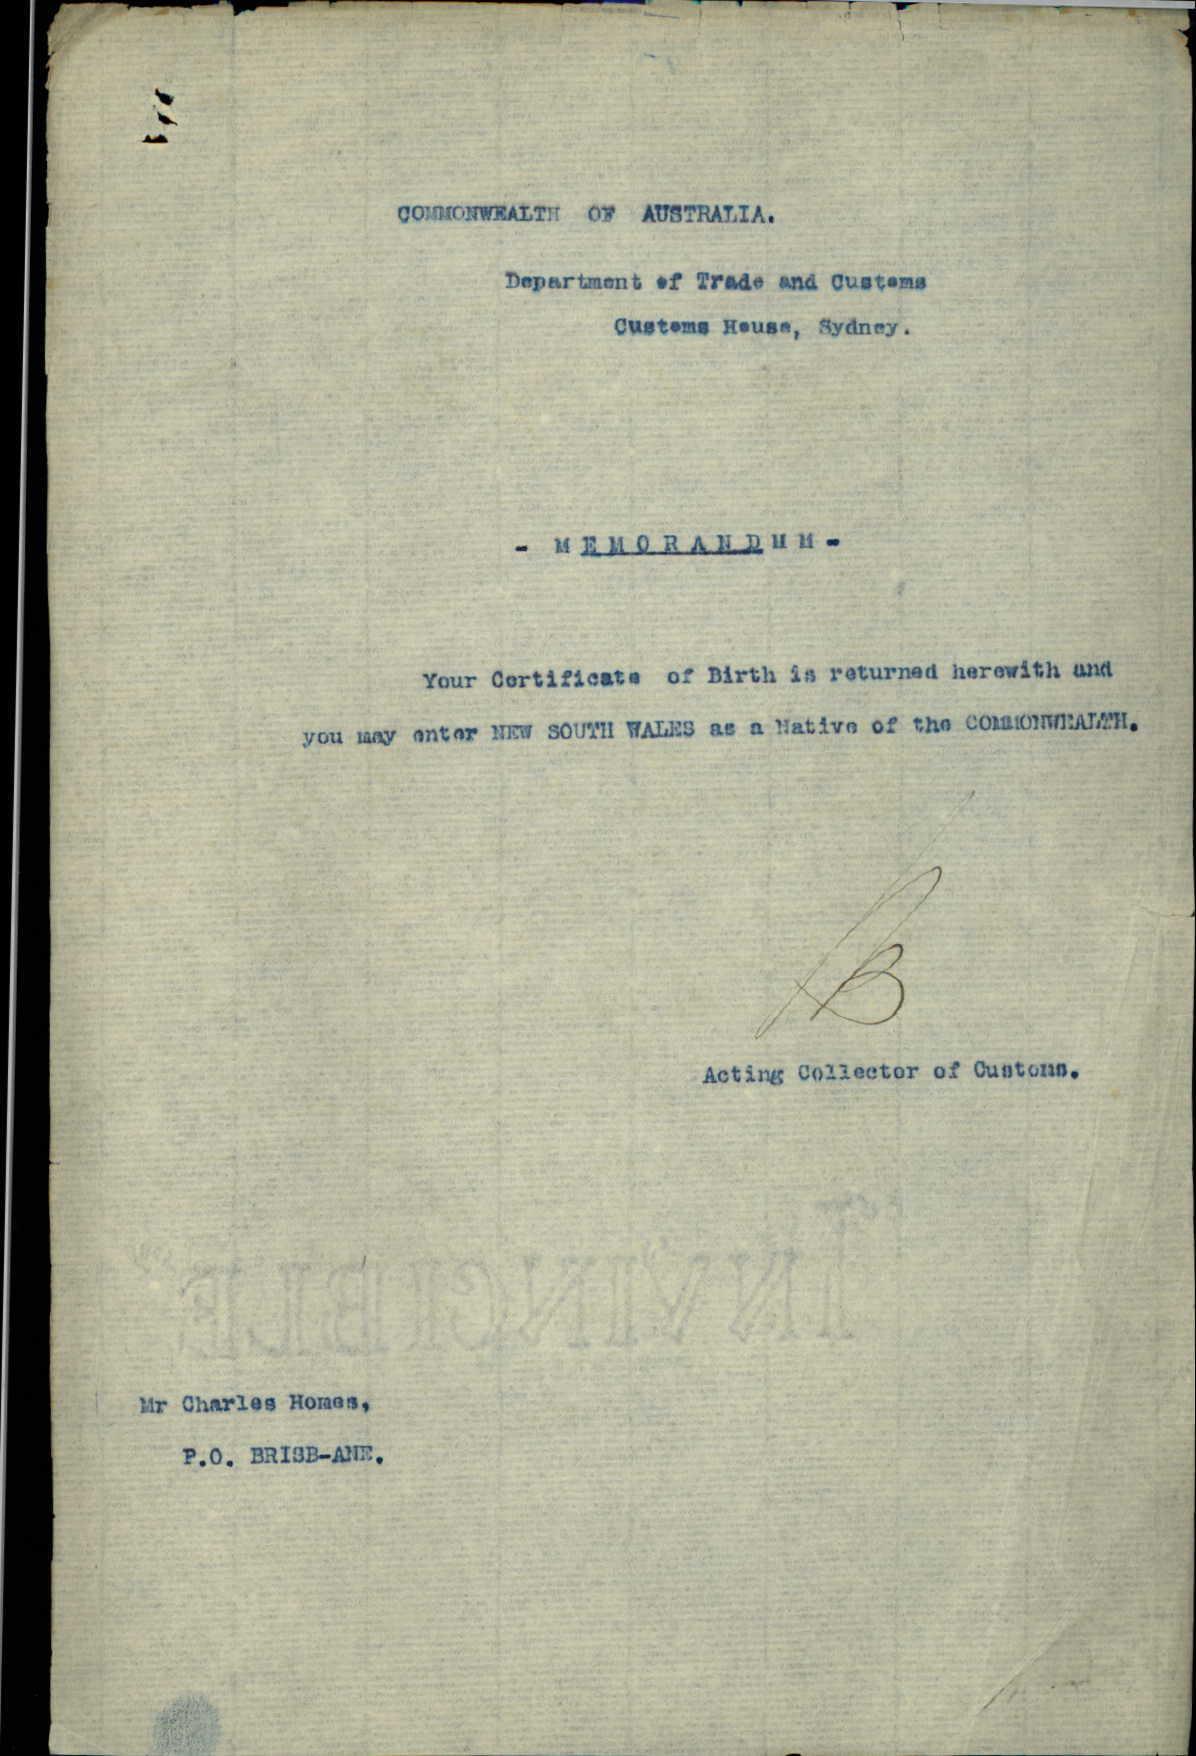 COMMONWEALTH OF AUSTRALIA.
Department of Trade and Customs
Customs House, Sydney.
- M E M O R A N D U M -
Your Certificate of Birth is returned herewith and
you may enter NEW SOUTH WALES as a Native of the COMMONWEALTH.
Acting Collector of Customs.
INVINCIBLE
Mr Charles Homes,
P.O. BRISB-ANE.